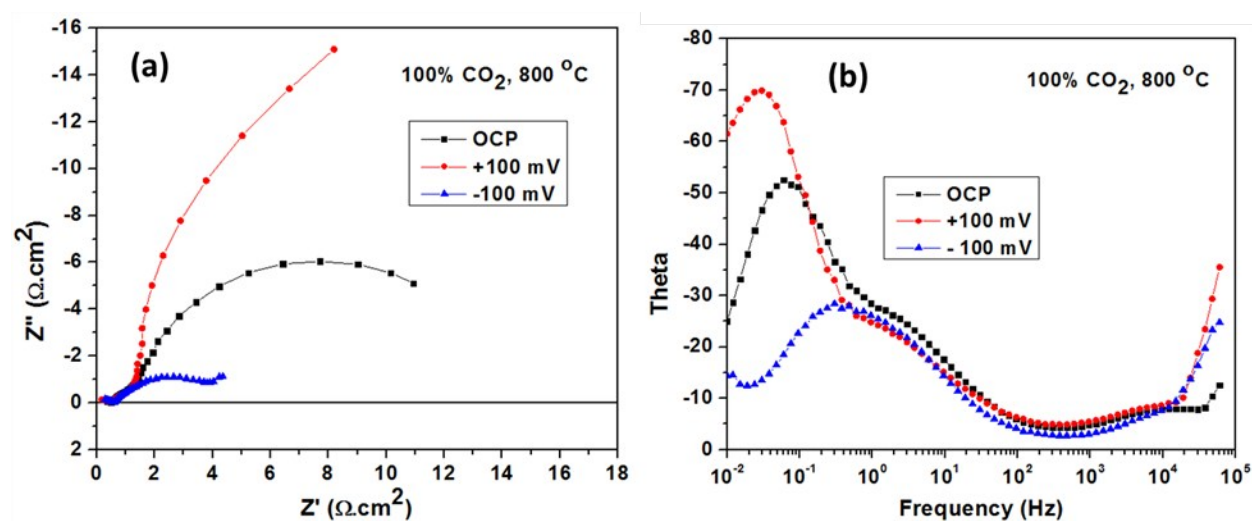 (a)
100% CO2, 800 °C
OCP
+100 mV
-100 mV
-16
-14
-12
-10
-8
-6
-4
-2
0
2
Z'' (Ω.cm²)
0 2 4 6 8 10 12 14 16 18
Z' (Ω.cm²)
(b)
100% CO2, 800 °C
OCP
+100 mV
- 100 mV
-80
-70
-60
-50
-40
-30
-20
-10
0
Theta
10⁻² 10⁻¹ 10⁰ 10¹ 10² 10³ 10⁴ 10⁵
Frequency (Hz)